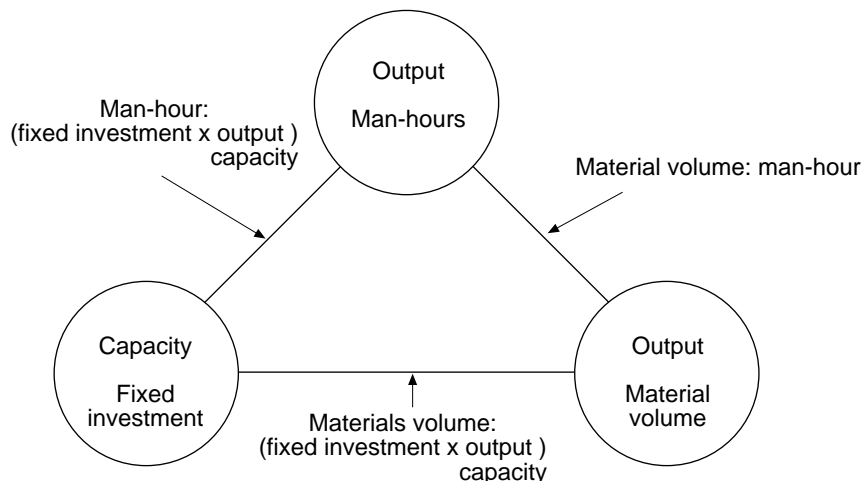 Output
Man-hours
Man-hour:
(fixed investment x output )
capacity
Material volume: man-hour
Capacity
Fixed
investment
Output
Material
volume
Materials volume:
(fixed investment x output )
capacity